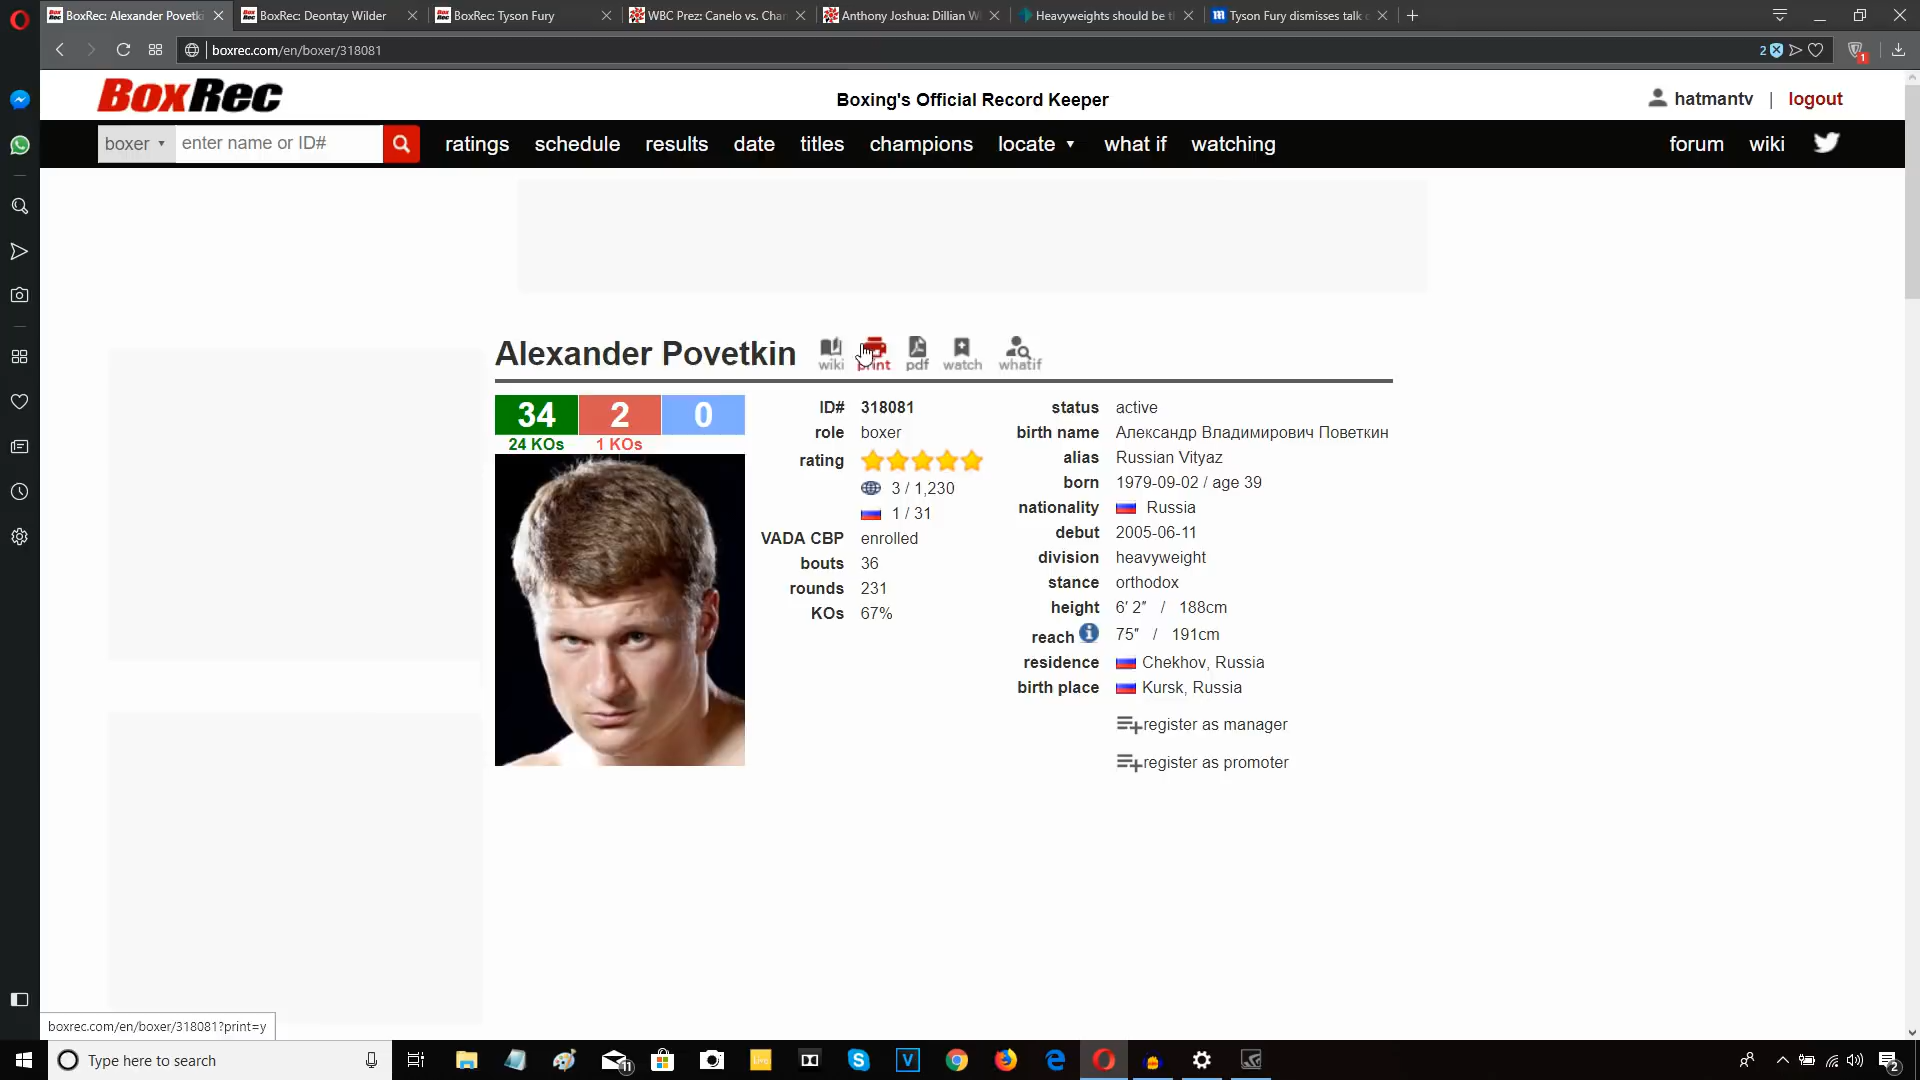 BoxRec: Alexander Povetki
BoxRec: Deontay Wilder
BoxRec: Tyson Fury
WBC Prez: Canelo vs. Char
Anthony Joshua: Dillian W
Heavyweights should be t
Tyson Fury dismisses talk o
boxrec.com/en/boxer/318081
2
1
BoxRec
Boxing's Official Record Keeper
hatmantv | logout
boxer
enter name or ID#
ratings schedule results date titles champions locate what if watching
forum wiki
Alexander Povetkin
wiki print pdf watch whatif
34 2 0
24 KOs 1 KOs
ID# 318081
role boxer
rating
3 / 1,230
1 / 31
VADA CBP enrolled
bouts 36
rounds 231
KOs 67%
status active
birth name Александр Владимирович Поветкин
alias Russian Vityaz
born 1979-09-02 / age 39
nationality Russia
debut 2005-06-11
division heavyweight
stance orthodox
height 6′ 2″ / 188cm
reach 75″ / 191cm
residence Chekhov, Russia
birth place Kursk, Russia
register as manager
register as promoter
boxrec.com/en/boxer/318081?print=y
Type here to search
11
2